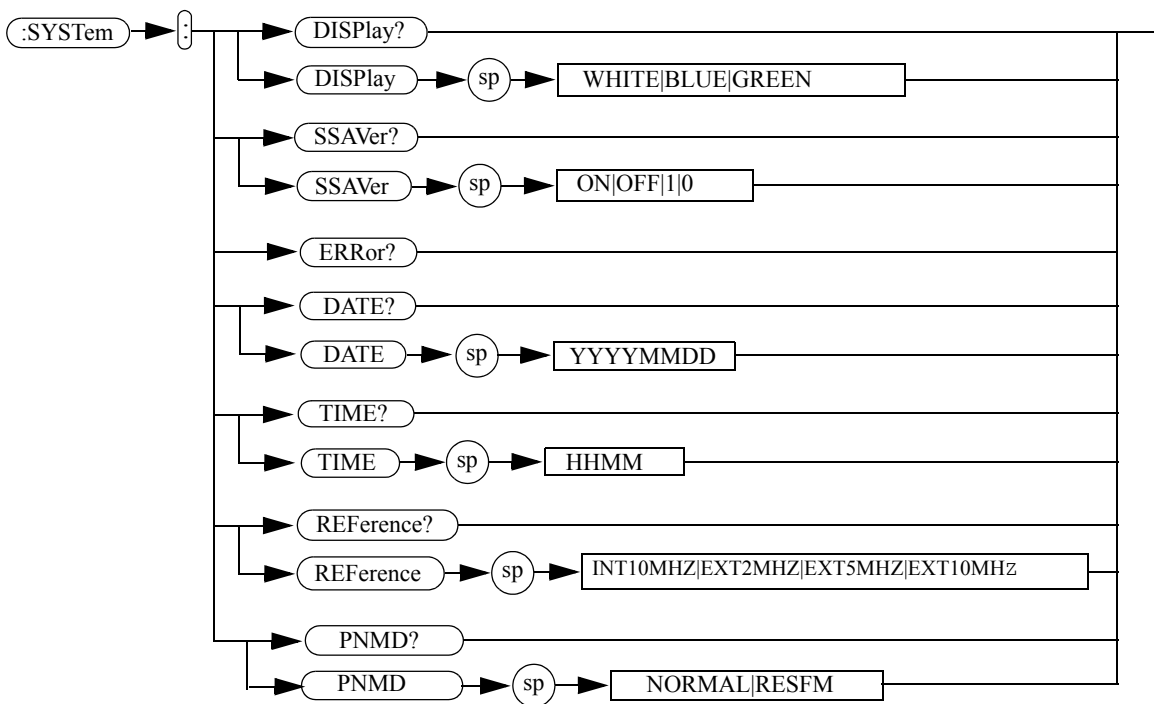 :SYSTem : DISPlay?
DISPlay sp WHITE|BLUE|GREEN
SSAVer?
SSAVer sp ON|OFF|1|0
ERRor?
DATE?
DATE sp YYYYMMDD
TIME?
TIME sp HHMM
REFerence?
REFerence sp INT10MHZ|EXT2MHZ|EXT5MHZ|EXT10MHz
PNMD?
PNMD sp NORMAL|RESFM